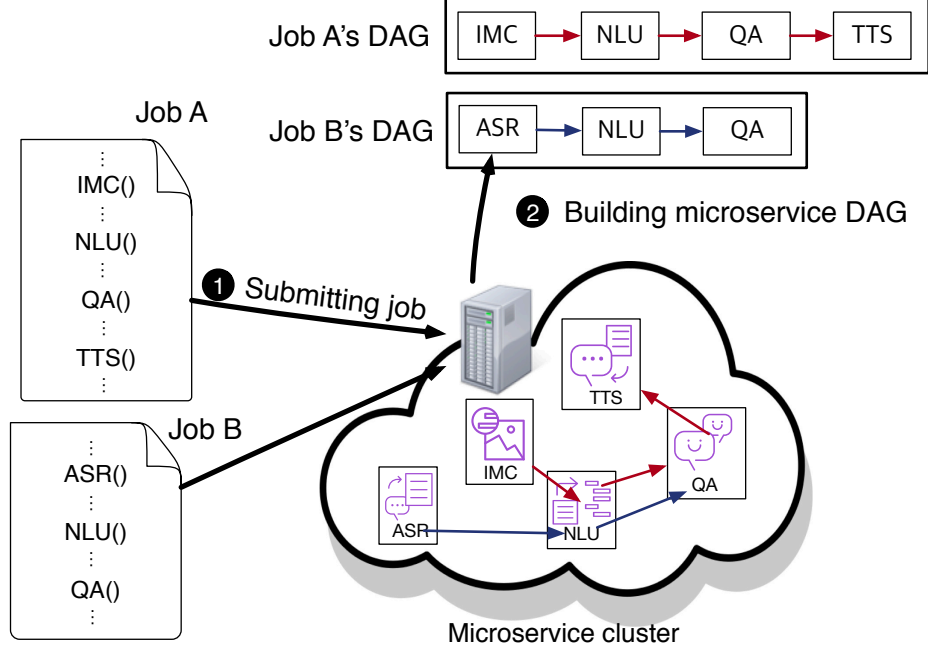 Job A's DAG
IMC
NLU
QA
TTS
Job B's DAG
ASR
NLU
QA
Job A
⋮
IMC()
⋮
NLU()
⋮
QA()
⋮
TTS()
⋮
2 Building microservice DAG
1 Submitting job
Job B
⋮
ASR()
⋮
NLU()
⋮
QA()
⋮
TTS
IMC
QA
ASR
NLU
Microservice cluster